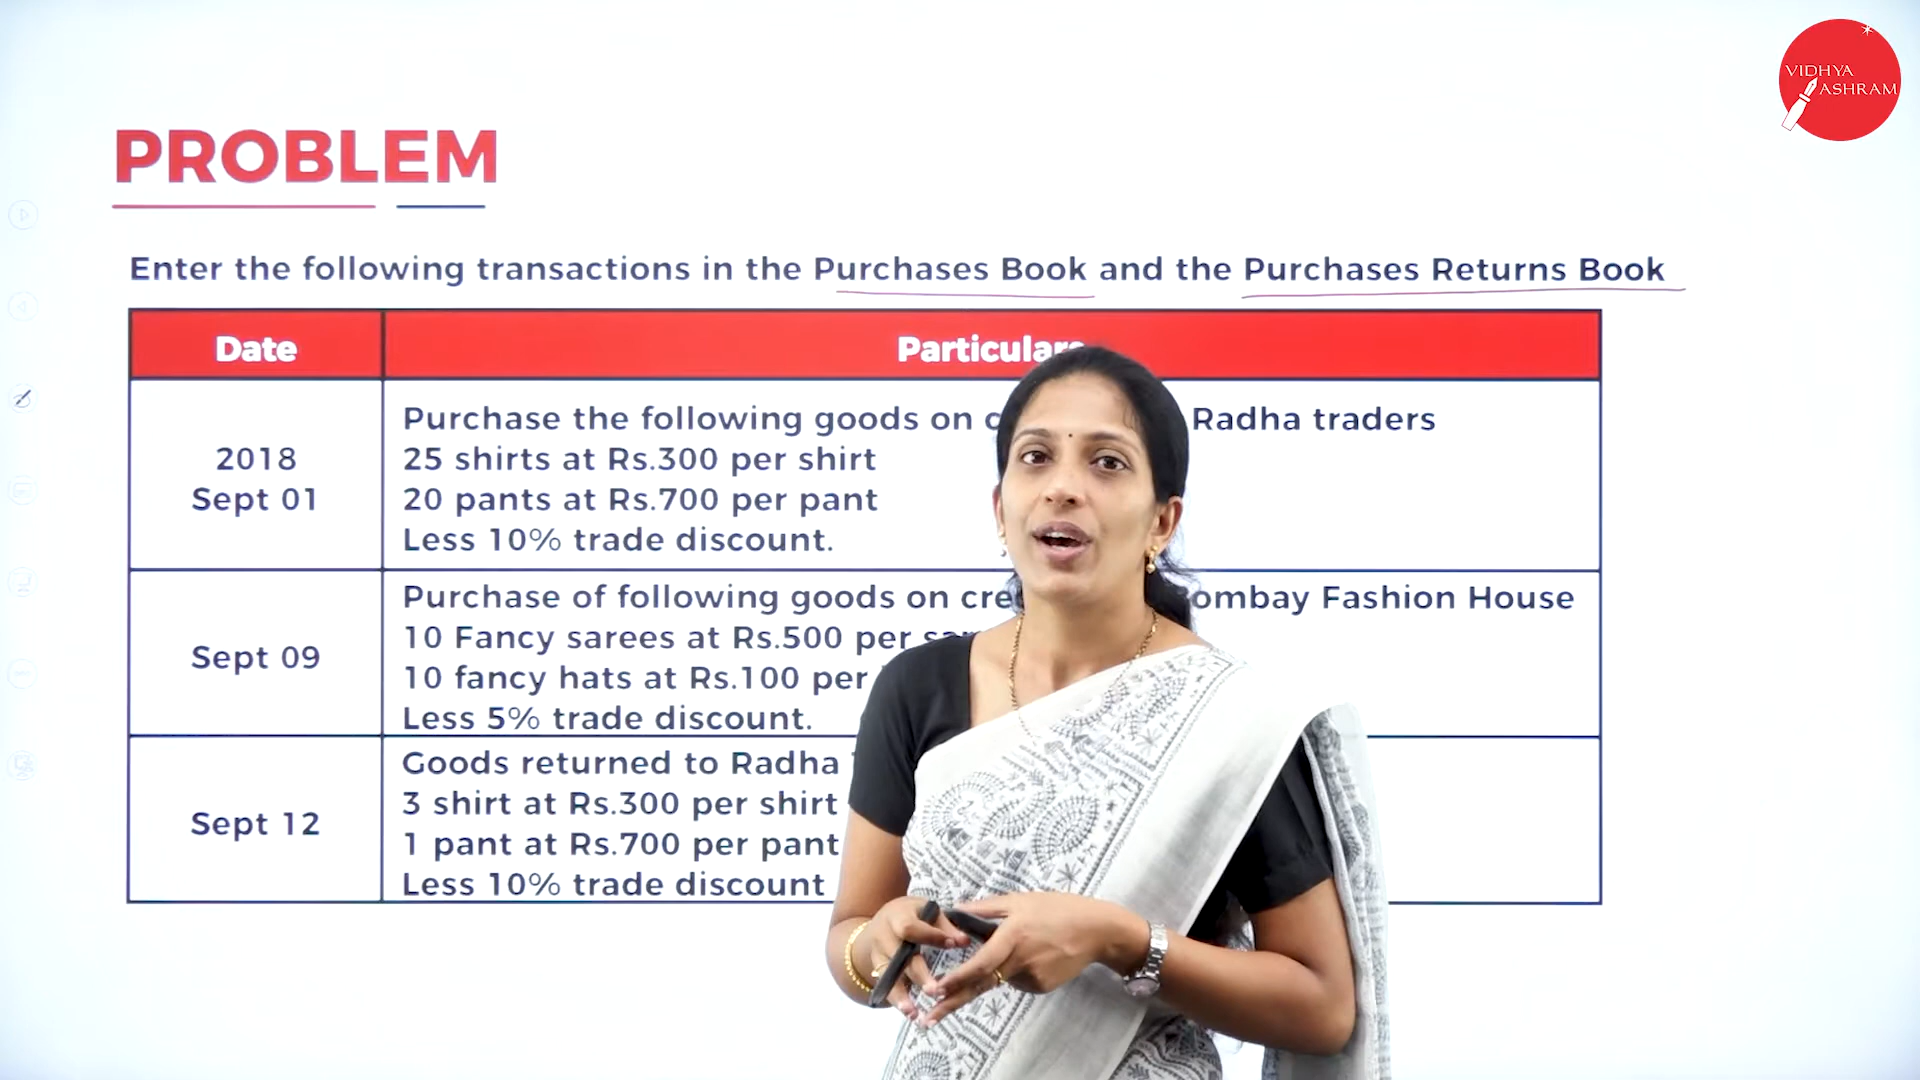 VIDHYA
ASHRAM
PROBLEM
Enter the following transactions in the Purchases Book and the Purchases Returns Book
Date Particulars
2018
Sept 01
Purchase the following goods on Radha traders
25 shirts at Rs.300 per shirt
20 pants at Rs.700 per pant
Less 10% trade discount.
Sept 09
Purchase of following goods on Fashion House
10 Fancy sarees at Rs.500 per
10 fancy hats at Rs.100 per
Less 5% trade discount.
Sept 12
Goods returned to Radha
3 shirt at Rs.300 per shirt
1 pant at Rs.700 per pant
Less 10% trade discount